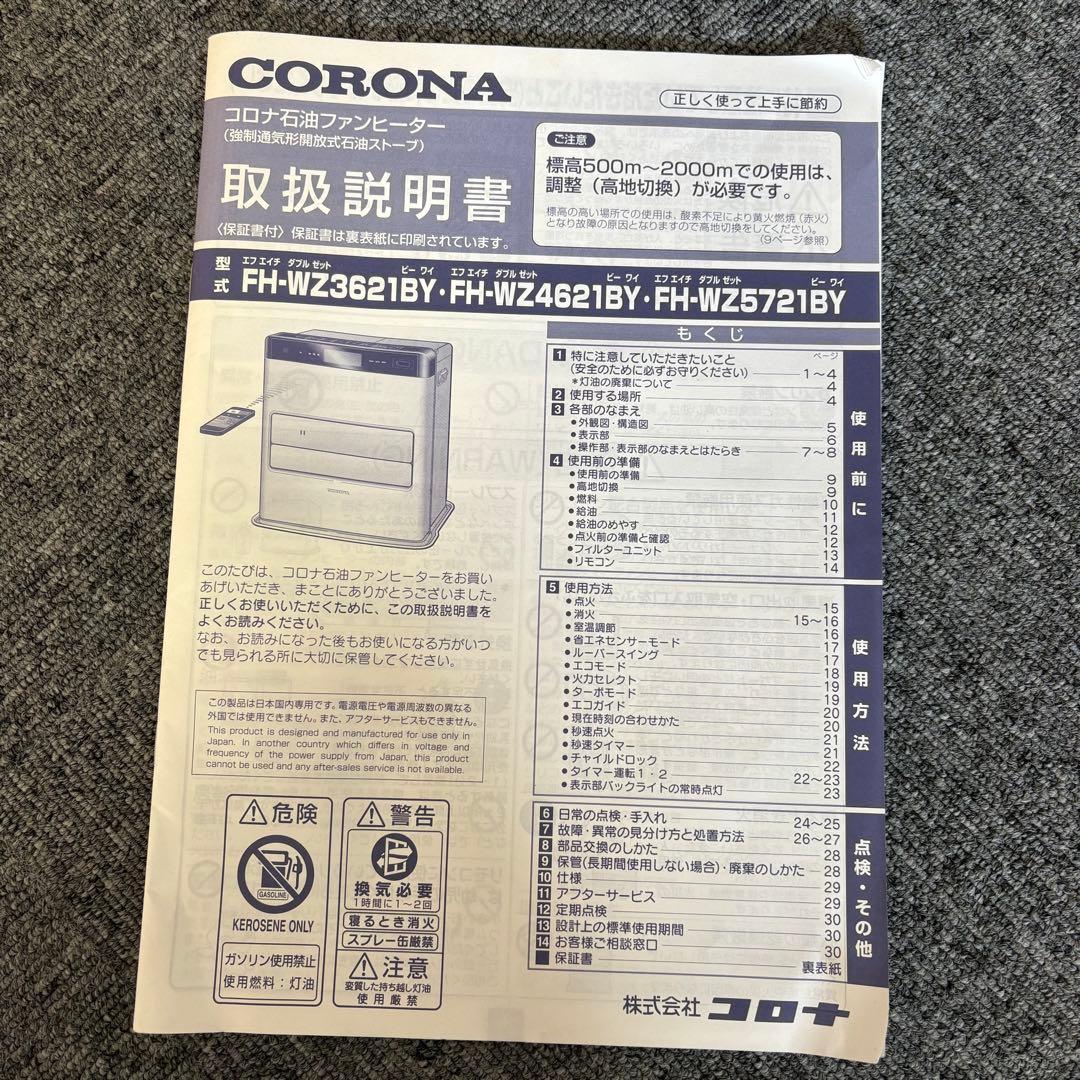 CORONA
正しく使って上手に節約
コロナ石油ファンヒーター
(強制通気形開放式石油ストーブ)
取扱説明書
〈保証書付〉保証書は裏表紙に印刷されています。
ご注意
標高500m〜2000mでの使用は、
調整（高地切換）が必要です。
標高の高い場所での使用は、酸素不足により黄火燃焼(赤火)
となり故障の原因となりますので高地切換をしてください。
(9ページ参照)
型式
エフ エイチ ダブル ゼット ビー ワイ エフ エイチ ダブル ゼット ビー ワイ エフ エイチ ダブル ゼット ビー ワイ
FH-WZ3621BY・FH-WZ4621BY・FH-WZ5721BY
このたびは、コロナ石油ファンヒーターをお買い
あげいただき、まことにありがとうございました。
正しくお使いいただくために、この取扱説明書を
よくお読みください。
なお、お読みになった後もお使いになる方がいつ
でも見られる所に大切に保管してください。
この製品は日本国内専用です。電源電圧や電源周波数の異なる
外国では使用できません。また、アフターサービスもできません。
This product is designed and manufactured for use only in
Japan. In another country which differs in voltage and
frequency of the power supply from Japan, this product
cannot be used and any after-sales service is not available.
危険
GASOLINE
KEROSENE ONLY
ガソリン使用禁止
使用燃料：灯油
警告
換気必要
1時間に1〜2回
寝るとき消火
スプレー缶厳禁
注意
変質した持ち越し灯油
使用厳禁
もくじ
ページ
1 特に注意していただきたいこと
(安全のために必ずお守りください) 1〜4
*灯油の廃棄について 4
2 使用する場所 4
3 各部のなまえ
●外観図・構造図 5
●表示部 6
●操作部・表示部のなまえとはたらき 7〜8
4 使用前の準備
●使用前の準備 9
●高地切換 9
●燃料 10
●給油 11
●給油のめやす 12
●点火前の準備と確認 12
●フィルターユニット 13
●リモコン 14
使用前に
5 使用方法
●点火 15
●消火 15〜16
●室温調節 16
●省エネセンサーモード 17
●ルーバースイング 17
●エコモード 18
●火力セレクト 19
●ターボモード 19
●エコガイド 20
●現在時刻の合わせかた 20
●秒速点火 21
●秒速タイマー 21
●チャイルドロック 22
●タイマー運転1・2 22〜23
●表示部バックライトの常時点灯 23
使用方法
6 日常の点検・手入れ 24〜25
7 故障・異常の見分け方と処置方法 26〜27
8 部品交換のしかた 28
9 保管(長期間使用しない場合)・廃棄のしかた 28
10 仕様 29
11 アフターサービス 29
12 定期点検 30
13 設計上の標準使用期間 30
14 お客様ご相談窓口 30
保証書 裏表紙
点検・その他
株式会社 コロナ